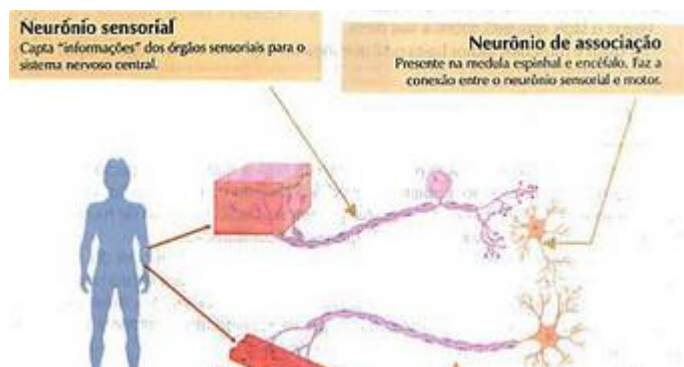 Neurônio sensorial
Capta "informações" dos órgãos sensoriais para o
sistema nervoso central.
Neurônio de associação
Presente na medula espinhal e encéfalo. Faz a
conexão entre o neurônio sensorial e motor.